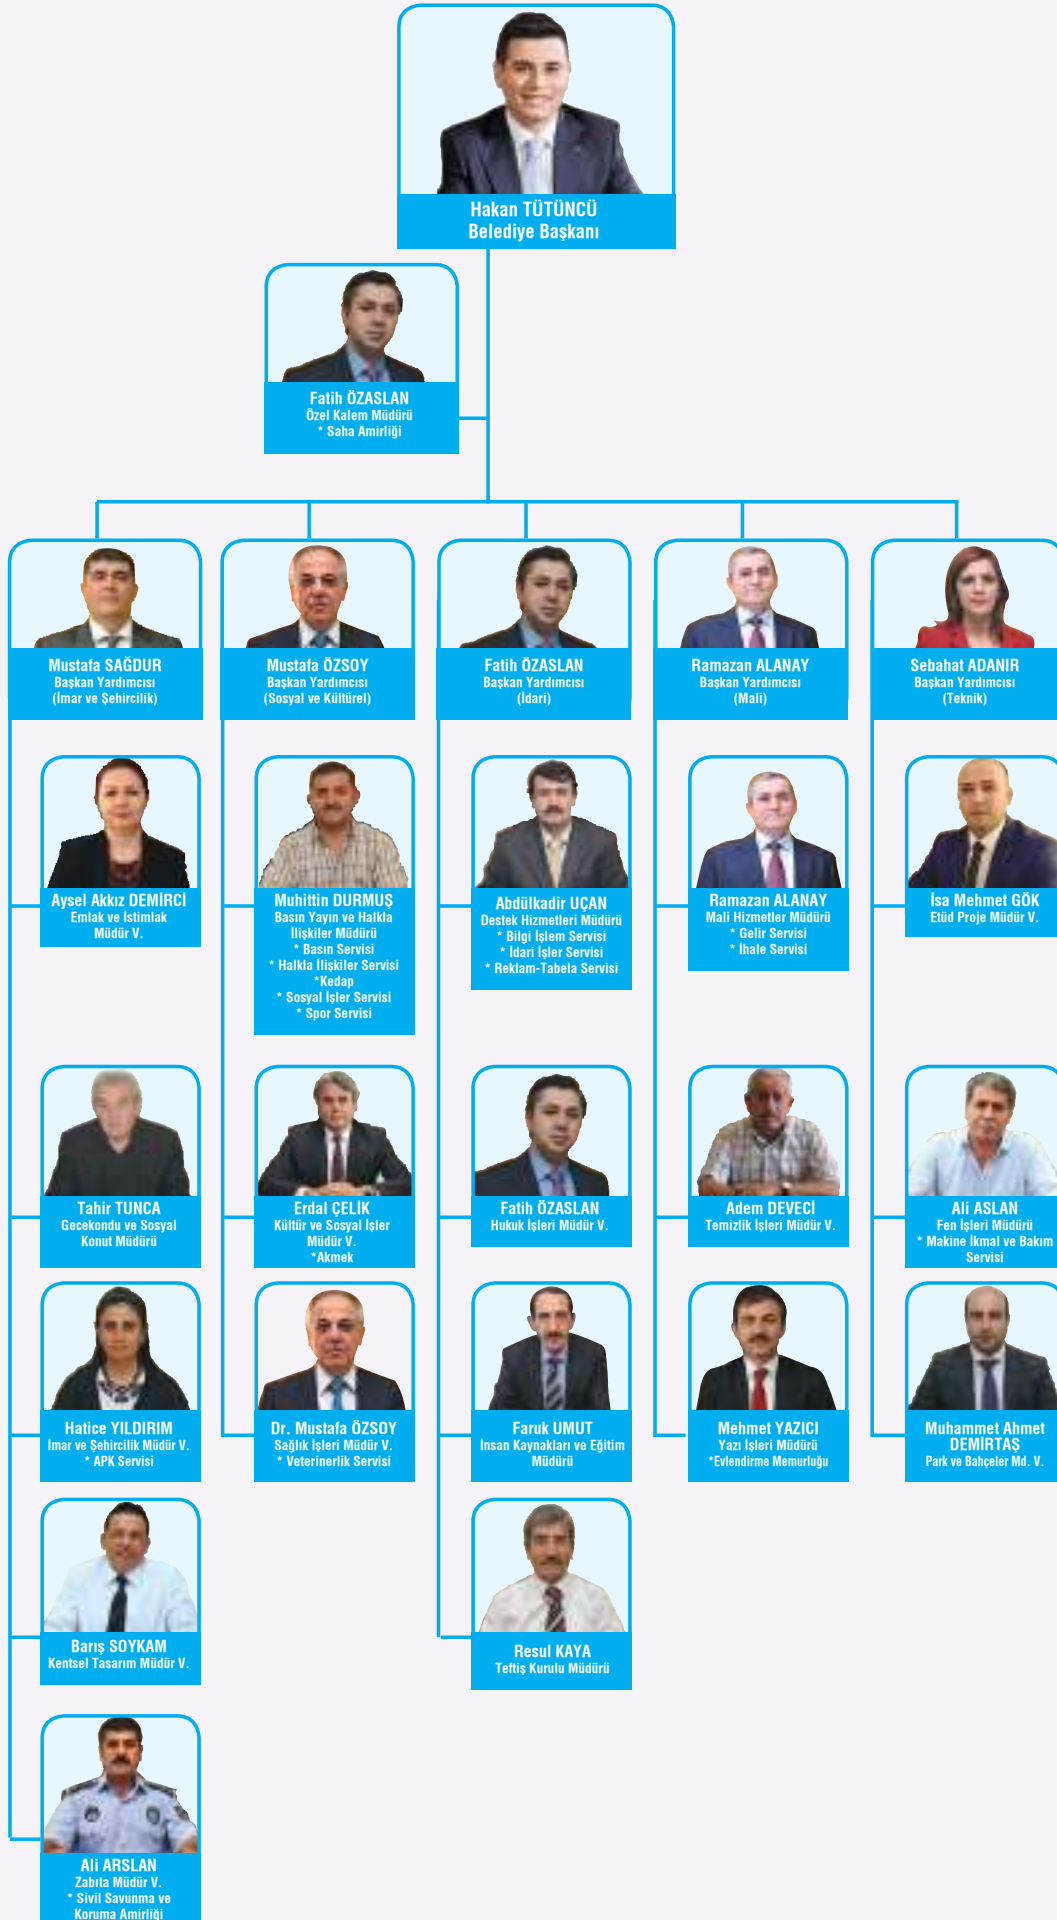 Hakan TÜTÜNCÜ
Belediye Başkanı
Fatih ÖZASLAN
Özel Kalem Müdürü
* Saha Amirliği
Mustafa SAĞDUR
Başkan Yardımcısı
(İmar ve Şehircilik)
Mustafa ÖZSOY
Başkan Yardımcısı
(Sosyal ve Kültürel)
Fatih ÖZASLAN
Başkan Yardımcısı
(İdari)
Ramazan ALANAY
Başkan Yardımcısı
(Mali)
Sebahat ADANIR
Başkan Yardımcısı
(Teknik)
Aysel Akkız DEMİRCİ
Emlak ve İstimlak
Müdür V.
Muhittin DURMUŞ
Basın Yayın ve Halkla
İlişkiler Müdürü
* Basın Servisi
* Halkla İlişkiler Servisi
*Kedap
* Sosyal İşler Servisi
* Spor Servisi
Abdülkadir UÇAN
Destek Hizmetleri Müdürü
* Bilgi İşlem Servisi
* İdari İşler Servisi
* Reklam-Tabela Servisi
Ramazan ALANAY
Mali Hizmetler Müdürü
* Gelir Servisi
* İhale Servisi
İsa Mehmet GÖK
Etüd Proje Müdür V.
Tahir TUNCA
Gecekondu ve Sosyal
Konut Müdürü
Erdal ÇELİK
Kültür ve Sosyal İşler
Müdür V.
*Akmek
Fatih ÖZASLAN
Hukuk İşleri Müdür V.
Adem DEVECİ
Temizlik İşleri Müdür V.
Ali ASLAN
Fen İşleri Müdürü
* Makine İkmal ve Bakım
Servisi
Hatice YILDIRIM
İmar ve Şehircilik Müdür V.
* APK Servisi
Dr. Mustafa ÖZSOY
Sağlık İşleri Müdür V.
* Veterinerlik Servisi
Faruk UMUT
İnsan Kaynakları ve Eğitim
Müdürü
Mehmet YAZICI
Yazı İşleri Müdürü
*Evlendirme Memurluğu
Muhammet Ahmet
DEMİRTAŞ
Park ve Bahçeler Md. V.
Barış SOYKAM
Kentsel Tasarım Müdür V.
Resul KAYA
Teftiş Kurulu Müdürü
Ali ARSLAN
Zabıta Müdür V.
* Sivil Savunma ve
Koruma Amirliği